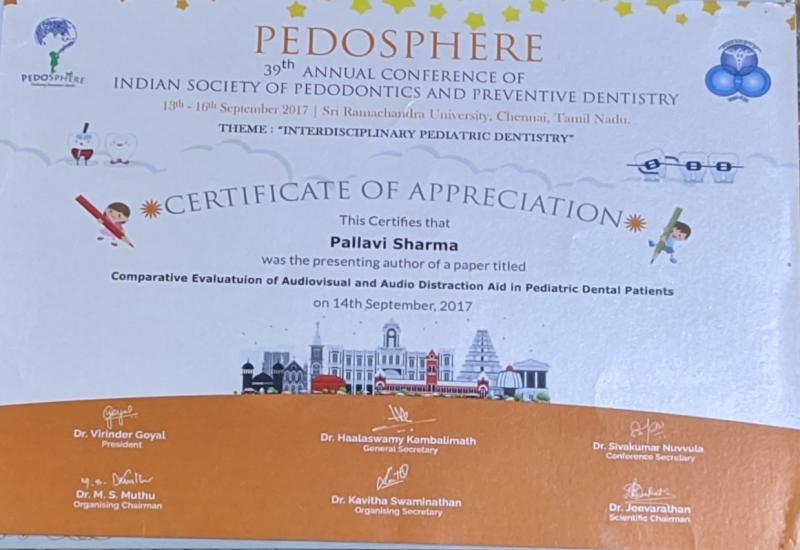 PEDOSPHERE
PEDOSPHERE
39th ANNUAL CONFERENCE OF
INDIAN SOCIETY OF PEDODONTICS AND PREVENTIVE DENTISTRY
13th - 16th September 2017 | Sri Ramachandra University, Chennai, Tamil Nadu.
THEME : "INTERDISCIPLINARY PEDIATRIC DENTISTRY"
CERTIFICATE OF APPRECIATION
This Certifies that
Pallavi Sharma
was the presenting author of a paper titled
Comparative Evaluatuion of Audiovisual and Audio Distraction Aid in Pediatric Dental Patients
on 14th September, 2017
Dr. Virinder Goyal
President
Dr. Haalaswamy Kambalimath
General Secretary
Dr. Sivakumar Nuvvula
Conference Secretary
Dr. M. S. Muthu
Organising Chairman
Dr. Kavitha Swaminathan
Organising Secretary
Dr. Jeevarathan
Scientific Chairman